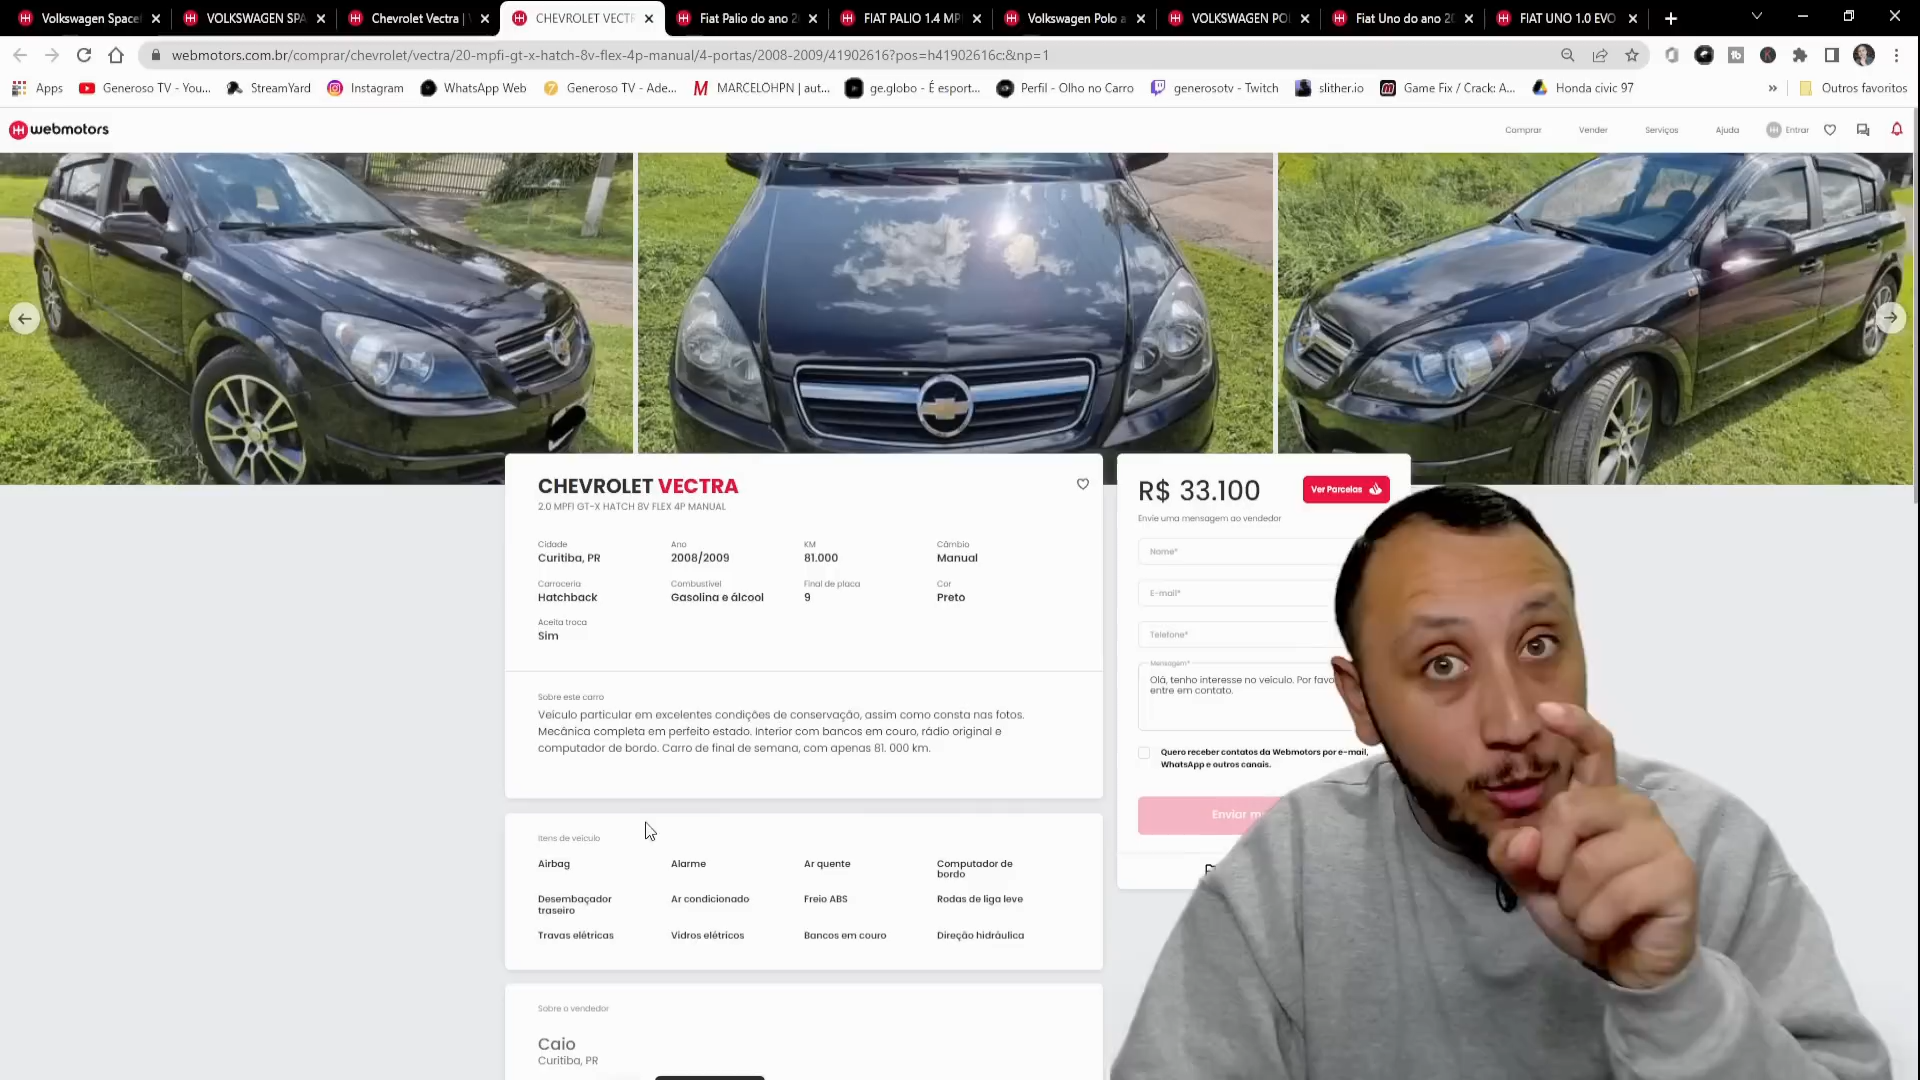 Volkswagen Space
VOLKSWAGEN SPA
Chevrolet Vectra |
CHEVROLET VECTR
Fiat Palio do ano 2
FIAT PALIO 1.4 MP
Volkswagen Polo a
VOLKSWAGEN PO
Fiat Uno do ano 20
FIAT UNO 1.0 EVO
webmotors.com.br/comprar/chevrolet/vectra/20-mpfi-gt-x-hatch-8v-flex-4p-manual/4-portas/2008-2009/41902616?pos=h41902616c:&np=1
Apps
Generoso TV - You...
StreamYard
Instagram
WhatsApp Web
Generoso TV - Ade...
MARCELOHPN | aut...
ge.globo - É esport...
Perfil - Olho no Carro
generosotv - Twitch
slither.io
Game Fix / Crack: A...
Honda civic 97
»
Outros favoritos
webmotors
Comprar
Vender
Serviços
Ajuda
Entrar
CHEVROLET VECTRA
2.0 MPFI GT-X HATCH 8V FLEX 4P MANUAL
Cidade
Curitiba, PR
Ano
2008/2009
KM
81.000
Câmbio
Manual
Carroceria
Hatchback
Combustível
Gasolina e álcool
Final de placa
9
Cor
Preto
Aceita troca
Sim
Sobre este carro
Veículo particular em excelentes condições de conservação, assim como consta nas fotos.
Mecânica completa em perfeito estado. Interior com bancos em couro, rádio original e
computador de bordo. Carro de final de semana, com apenas 81. 000 km.
Itens de veículo
Airbag
Alarme
Ar quente
Computador de
bordo
Desembaçador
traseiro
Ar condicionado
Freio ABS
Rodas de liga leve
Travas elétricas
Vidros elétricos
Bancos em couro
Direção hidráulica
Sobre o vendedor
Caio
Curitiba, PR
R$ 33.100
Ver Parcelas
Envie uma mensagem ao vendedor
Nome*
E-mail*
Telefone*
Mensagem*
Olá, tenho interesse no veículo. Por favo
entre em contato.
Quero receber contatos da Webmotors por e-mail,
WhatsApp e outros canais.
Enviar m